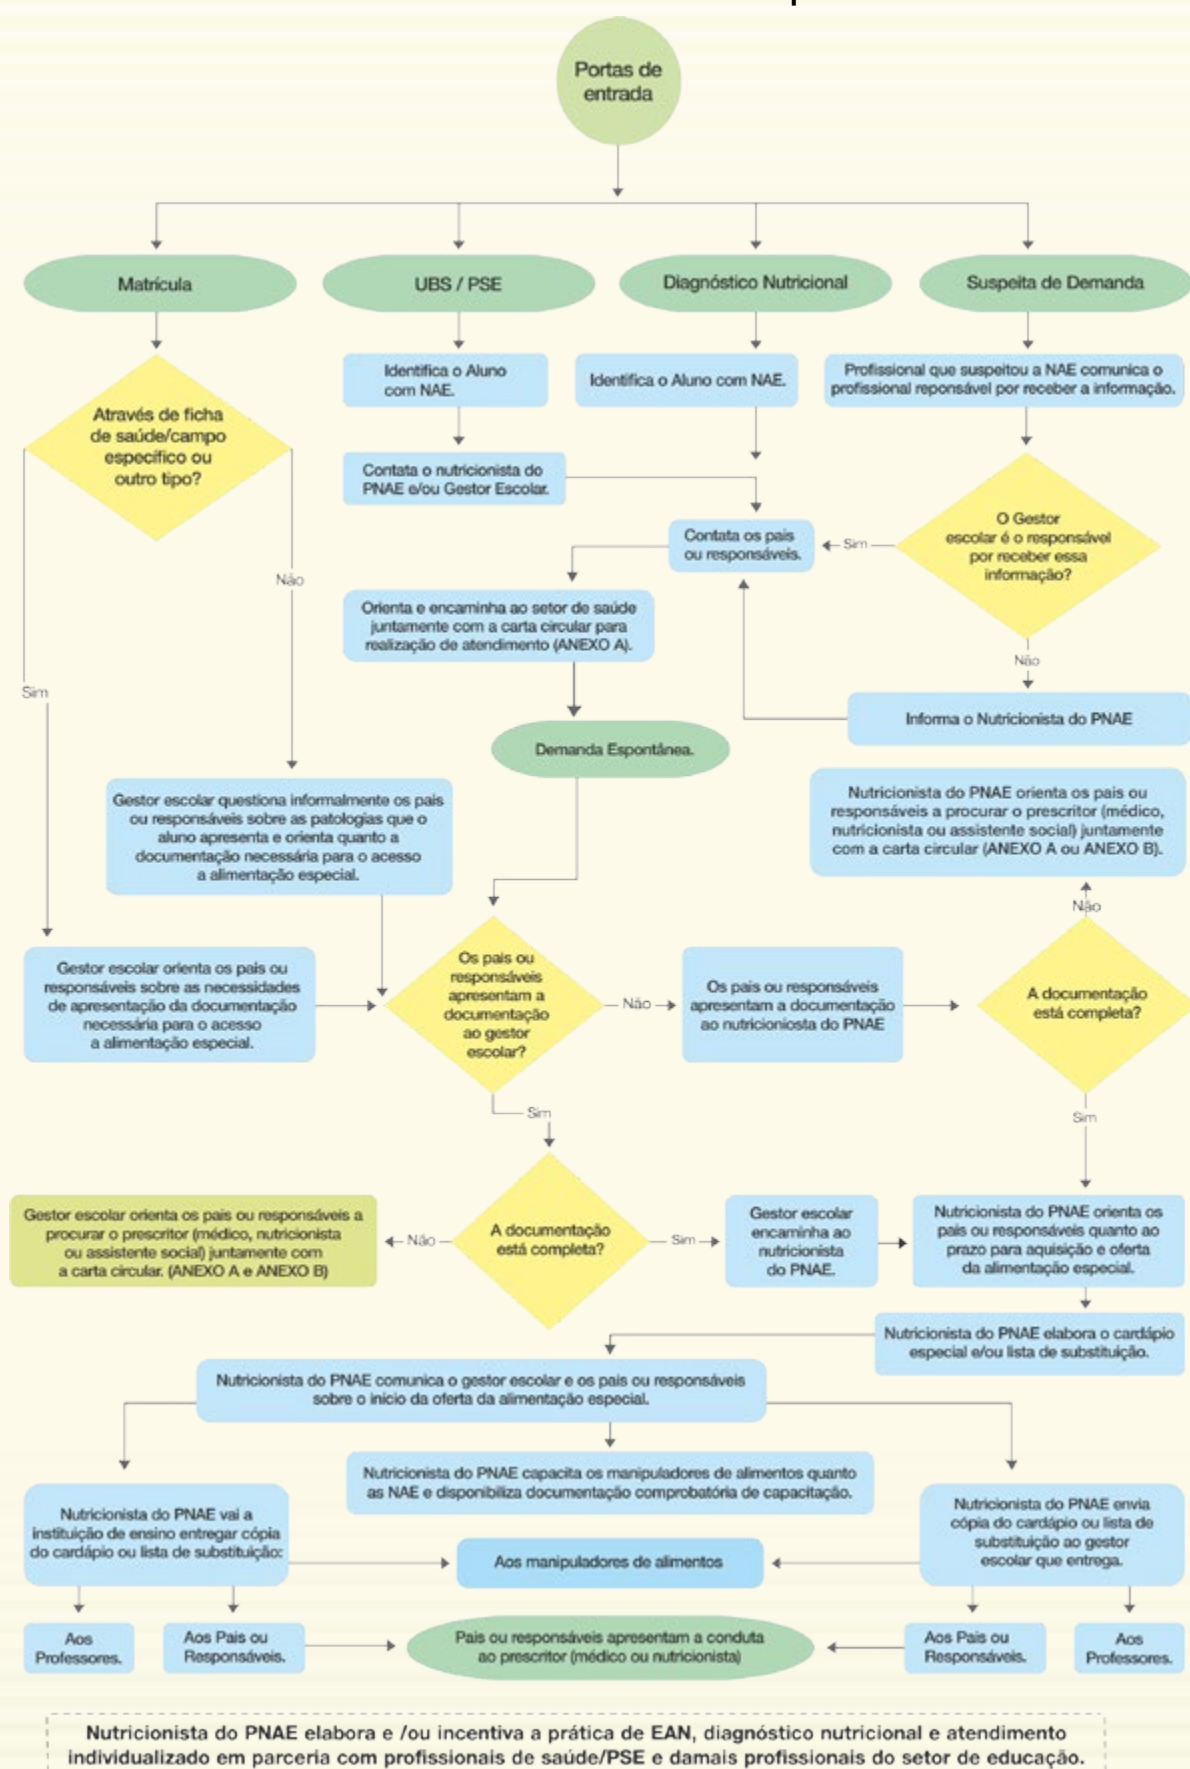 Portas de
entrada
Matrícula
UBS / PSE
Diagnóstico Nutricional
Suspeita de Demanda
Através de ficha
de saúde/campo
específico ou
outro tipo?
Identifica o Aluno
com NAE.
Identifica o Aluno com NAE.
Profissional que suspeitou a NAE comunica o
profissional reponsável por receber a informação.
Contata o nutricionista do
PNAE e/ou Gestor Escolar.
Contata os pais
ou responsáveis.
Sim
O Gestor
escolar é o responsável
por receber essa
informação?
Não
Orienta e encaminha ao setor de saúde
juntamente com a carta circular para
realização de atendimento (ANEXO A).
Não
Sim
Informa o Nutricionista do PNAE
Demanda Espontânea.
Gestor escolar questiona informalmente os pais
ou responsáveis sobre as patologias que o
aluno apresenta e orienta quanto a
documentação necessária para o acesso
a alimentação especial.
Nutricionista do PNAE orienta os pais ou
responsáveis a procurar o prescritor (médico,
nutricionista ou assistente social) juntamente
com a carta circular (ANEXO A ou ANEXO B).
Não
Gestor escolar orienta os pais ou
responsáveis sobre as necessidades
de apresentação da documentação
necessária para o acesso
a alimentação especial.
Os pais ou
responsáveis
apresentam a
documentação
ao gestor
escolar?
Não
Os pais ou responsáveis
apresentam a documentação
ao nutricioniosta do PNAE
A documentação
está completa?
Sim
Sim
Gestor escolar orienta os pais ou responsáveis a
procurar o prescritor (médico, nutricionista
ou assistente social) juntamente com
a carta circular. (ANEXO A e ANEXO B)
Não
A documentação
está completa?
Sim
Gestor escolar
encaminha ao
nutricionista
do PNAE.
Nutricionista do PNAE orienta os
pais ou responsáveis quanto ao
prazo para aquisição e oferta
da alimentação especial.
Nutricionista do PNAE elabora o cardápio
especial e/ou lista de substituição.
Nutricionista do PNAE comunica o gestor escolar e os pais ou responsáveis
sobre o inicio da oferta da alimentação especial.
Nutricionista do PNAE capacita os manipuladores de alimentos quanto
as NAE e disponibiliza documentação comprobatória de capacitação.
Nutricionista do PNAE vai a
instituição de ensino entregar cópia
do cardápio ou lista de substituição:
Nutricionista do PNAE envia
cópia do cardápio ou lista de
substituição ao gestor
escolar que entrega.
Aos manipuladores de alimentos
Aos
Professores.
Aos Pais ou
Responsáveis.
Pais ou responsáveis apresentam a conduta
ao prescritor (médico ou nutricionista)
Aos Pais ou
Responsáveis.
Aos
Professores.
Nutricionista do PNAE elabora e /ou incentiva a prática de EAN, diagnóstico nutricional e atendimento
individualizado em parceria com profissionais de saúde/PSE e damais profissionais do setor de educação.